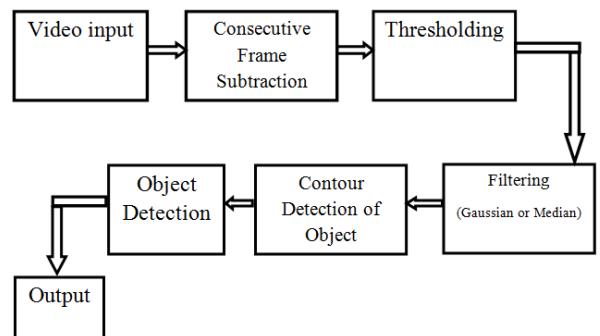 Video input
Consecutive
Frame
Subtraction
Thresholding
Filtering
(Gaussian or Median)
Contour
Detection of
Object
Object
Detection
Output